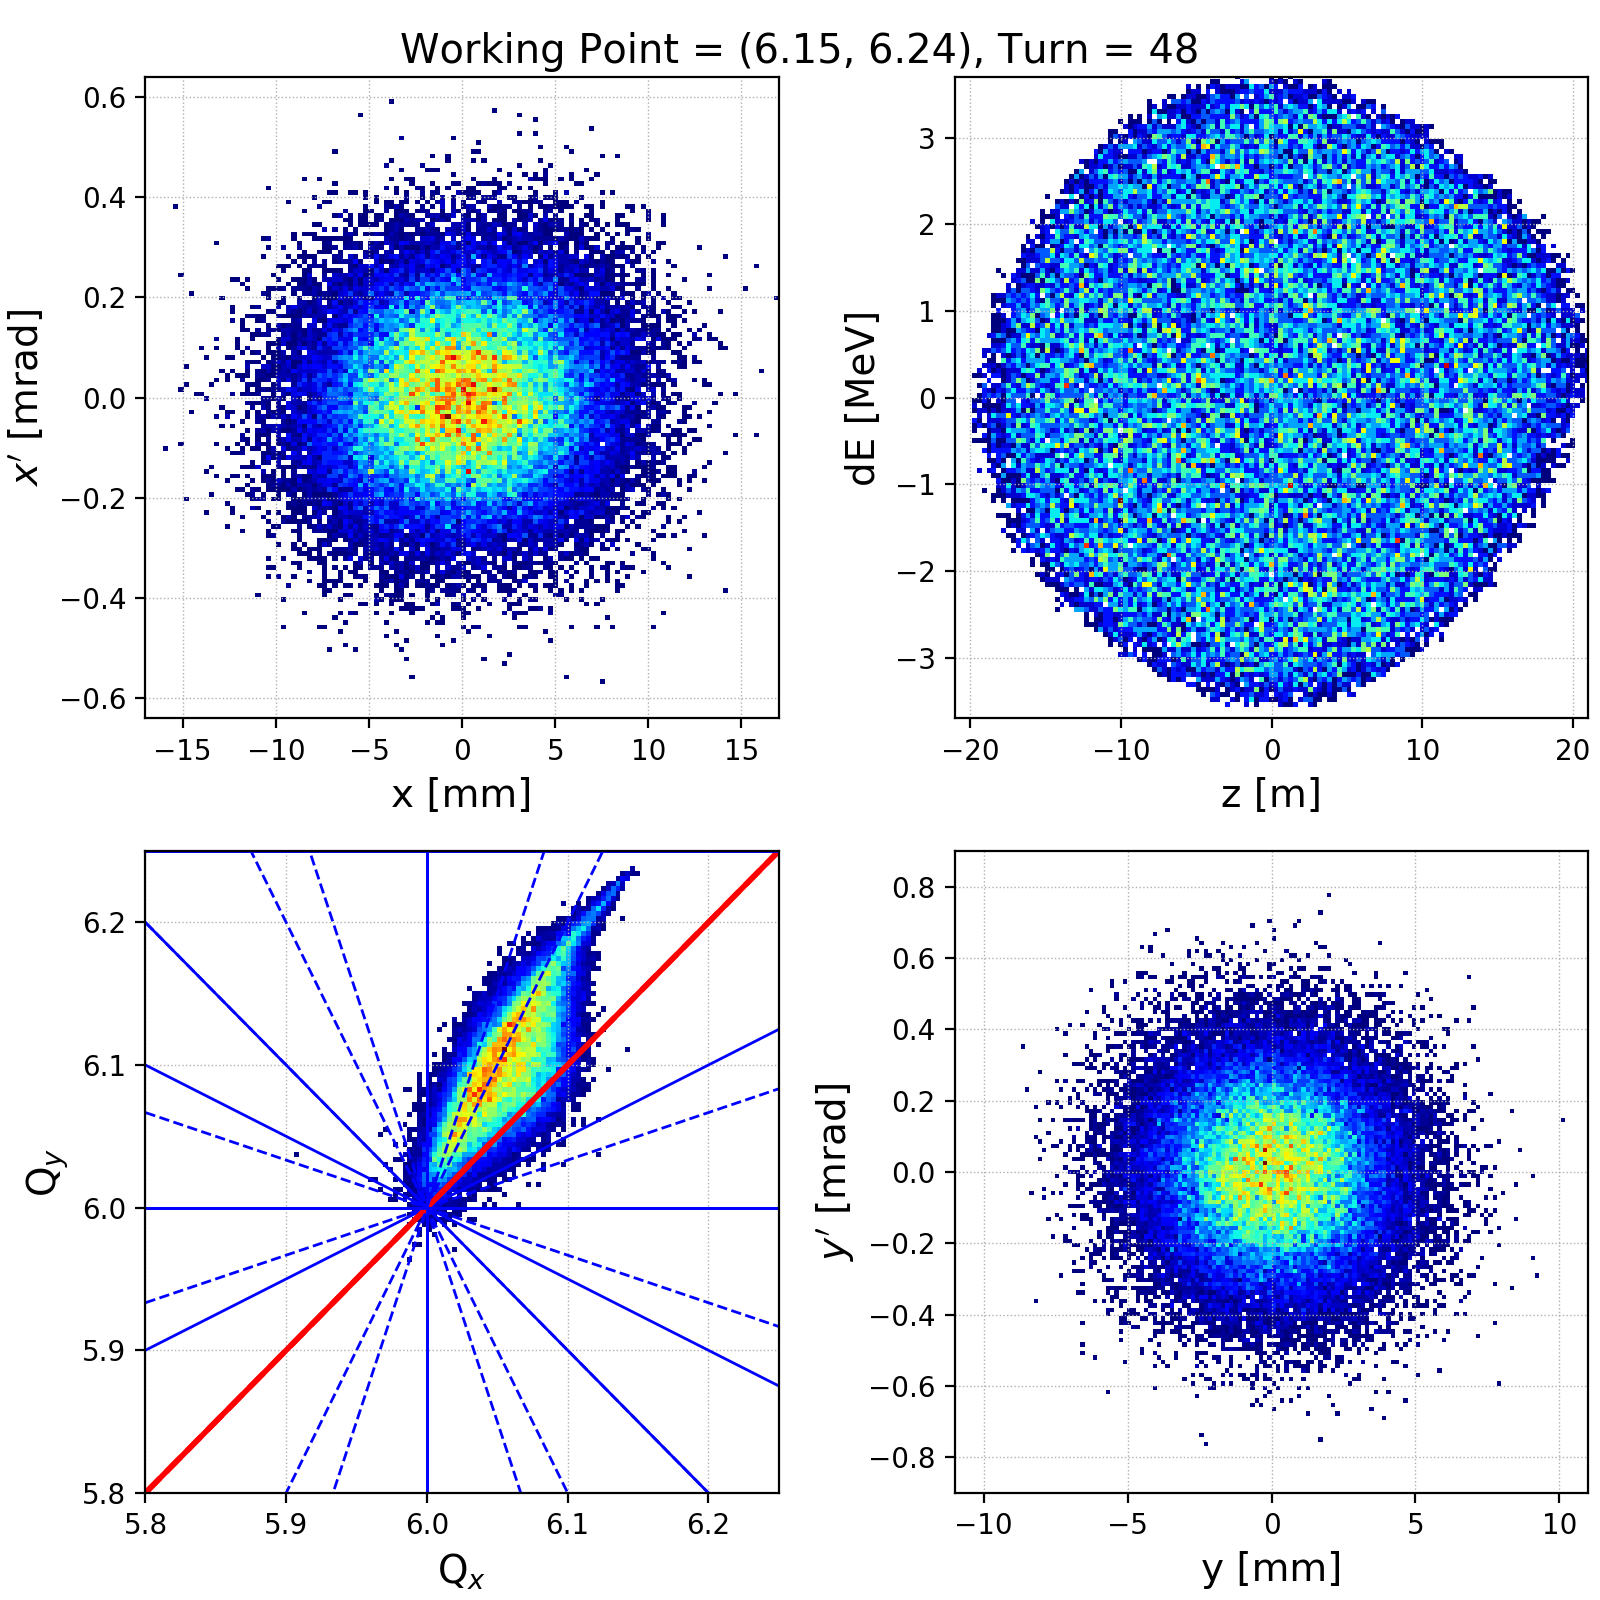 Working Point = (6.15, 6.24), Turn = 48
0.6
0.4
0.2
0.0
−0.2
−0.4
−0.6
x′ [mrad]
−15 −10 −5 0 5 10 15
x [mm]
3
2
1
0
−1
−2
−3
dE [MeV]
−20 −10 0 10 20
z [m]
6.2
6.1
6.0
5.9
5.8
Qy
5.8 5.9 6.0 6.1 6.2
Qx
0.8
0.6
0.4
0.2
0.0
−0.2
−0.4
−0.6
−0.8
y′ [mrad]
−10 −5 0 5 10
y [mm]